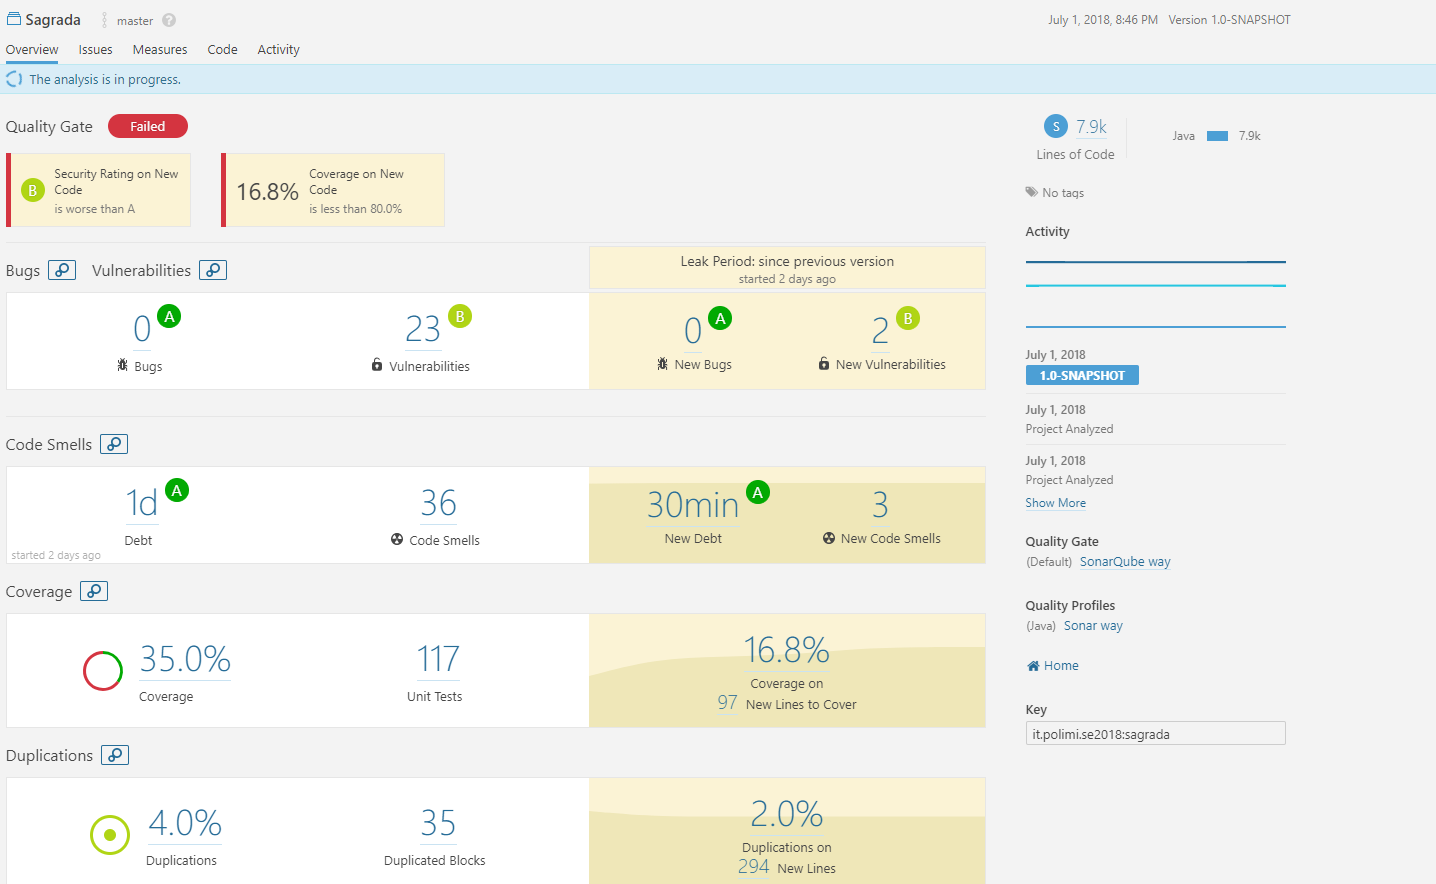 Sagrada master ?
July 1, 2018, 8:46 PM Version 1.0-SNAPSHOT
Overview Issues Measures Code Activity
The analysis is in progress.
Quality Gate Failed
B Security Rating on New
Code
is worse than A
16.8% Coverage on New
Code
is less than 80.0%
Bugs Vulnerabilities
Leak Period: since previous version
started 2 days ago
0 A
Bugs
23 B
Vulnerabilities
0 A
New Bugs
2 B
New Vulnerabilities
Code Smells
1d A
Debt
36
Code Smells
started 2 days ago
30min A
New Debt
3
New Code Smells
Coverage
35.0%
Coverage
117
Unit Tests
16.8%
Coverage on
97 New Lines to Cover
Duplications
4.0%
Duplications
35
Duplicated Blocks
2.0%
Duplications on
294 New Lines
S 7.9k
Lines of Code
Java 7.9k
No tags
Activity
July 1, 2018
1.0-SNAPSHOT
July 1, 2018
Project Analyzed
July 1, 2018
Project Analyzed
Show More
Quality Gate
(Default) SonarQube way
Quality Profiles
(Java) Sonar way
Home
Key
it.polimi.se2018:sagrada